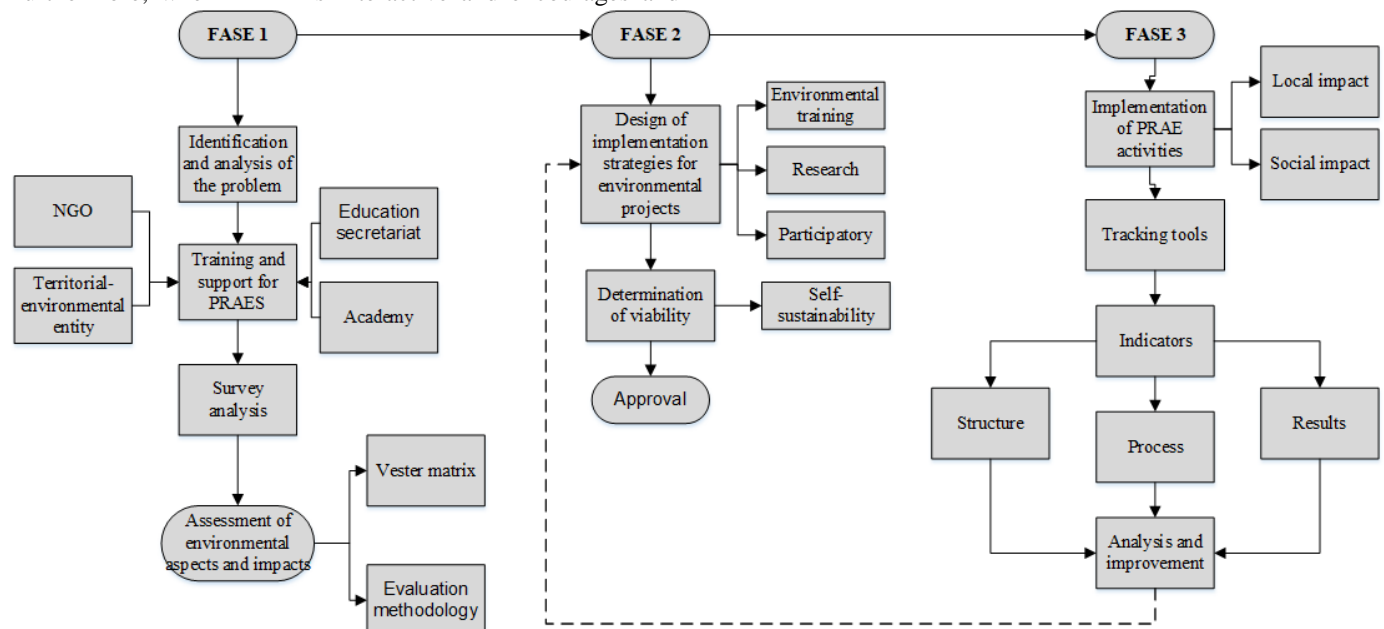 FASE 1
FASE 2
FASE 3
Identification
and analysis of
the problem
NGO
Territorial-
environmental
entity
Training and
support for
PRAES
Education
secretariat
Academy
Survey
analysis
Assessment of
environmental
aspects and impacts
Vester matrix
Evaluation
methodology
Design of
implementation
strategies for
environmental
projects
Environmental
training
Research
Participatory
Determination
of viability
Self-
sustainability
Approval
Implementation
of PRAE
activities
Local impact
Social impact
Tracking tools
Indicators
Structure
Process
Results
Analysis and
improvement